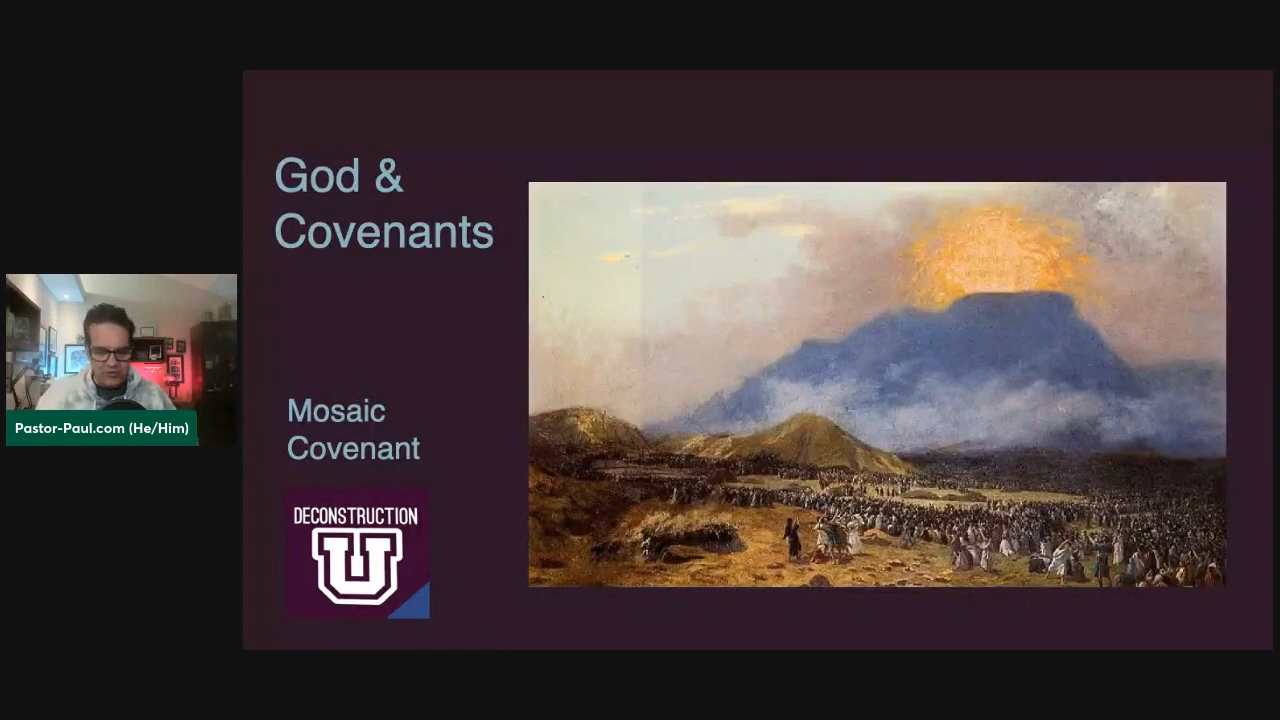 God &
Covenants
Pastor-Paul.com (He/Him)
Mosaic
Covenant
DECONSTRUCTION
U